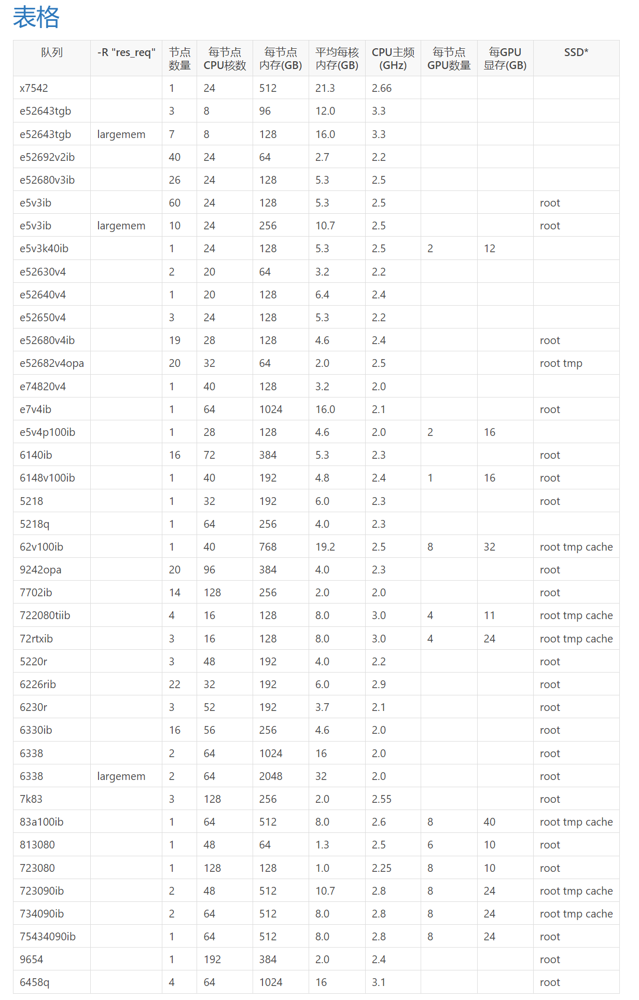 表格
队列 -R "res_req" 节点数量 每节点CPU核数 每节点内存(GB) 平均每核内存(GB) CPU主频(GHz) 每节点GPU数量 每GPU显存(GB) SSD*
x7542 1 24 512 21.3 2.66
e52643tgb 3 8 96 12.0 3.3
e52643tgb largemem 7 8 128 16.0 3.3
e52692v2ib 40 24 64 2.7 2.2
e52680v3ib 26 24 128 5.3 2.5
e5v3ib 60 24 128 5.3 2.5 root
e5v3ib largemem 10 24 256 10.7 2.5 root
e5v3k40ib 1 24 128 5.3 2.5 2 12
e52630v4 2 20 64 3.2 2.2
e52640v4 1 20 128 6.4 2.4
e52650v4 3 24 128 5.3 2.2
e52680v4ib 19 28 128 4.6 2.4 root
e52682v4opa 20 32 64 2.0 2.5 root tmp
e74820v4 1 40 128 3.2 2.0
e7v4ib 1 64 1024 16.0 2.1 root
e5v4p100ib 1 28 128 4.6 2.0 2 16
6140ib 16 72 384 5.3 2.3 root
6148v100ib 1 40 192 4.8 2.4 1 16 root
5218 1 32 192 6.0 2.3 root
5218q 1 64 256 4.0 2.3
62v100ib 1 40 768 19.2 2.5 8 32 root tmp cache
9242opa 20 96 384 4.0 2.3 root
7702ib 14 128 256 2.0 2.0 root
722080tiib 4 16 128 8.0 3.0 4 11 root tmp cache
72rtxib 3 16 128 8.0 3.0 4 24 root tmp cache
5220r 3 48 192 4.0 2.2 root
6226rib 22 32 192 6.0 2.9 root
6230r 3 52 192 3.7 2.1 root
6330ib 16 56 256 4.6 2.0 root
6338 2 64 1024 16 2.0 root
6338 largemem 2 64 2048 32 2.0 root
7k83 3 128 256 2.0 2.55 root
83a100ib 1 64 512 8.0 2.6 8 40 root tmp cache
813080 1 48 64 1.3 2.5 6 10 root
723080 1 128 128 1.0 2.25 8 10 root
723090ib 2 48 512 10.7 2.8 8 24 root tmp cache
734090ib 2 64 512 8.0 2.8 8 24 root tmp cache
75434090ib 1 64 512 8.0 2.8 8 24 root
9654 1 192 384 2.0 2.4 root
6458q 4 64 1024 16 3.1 root